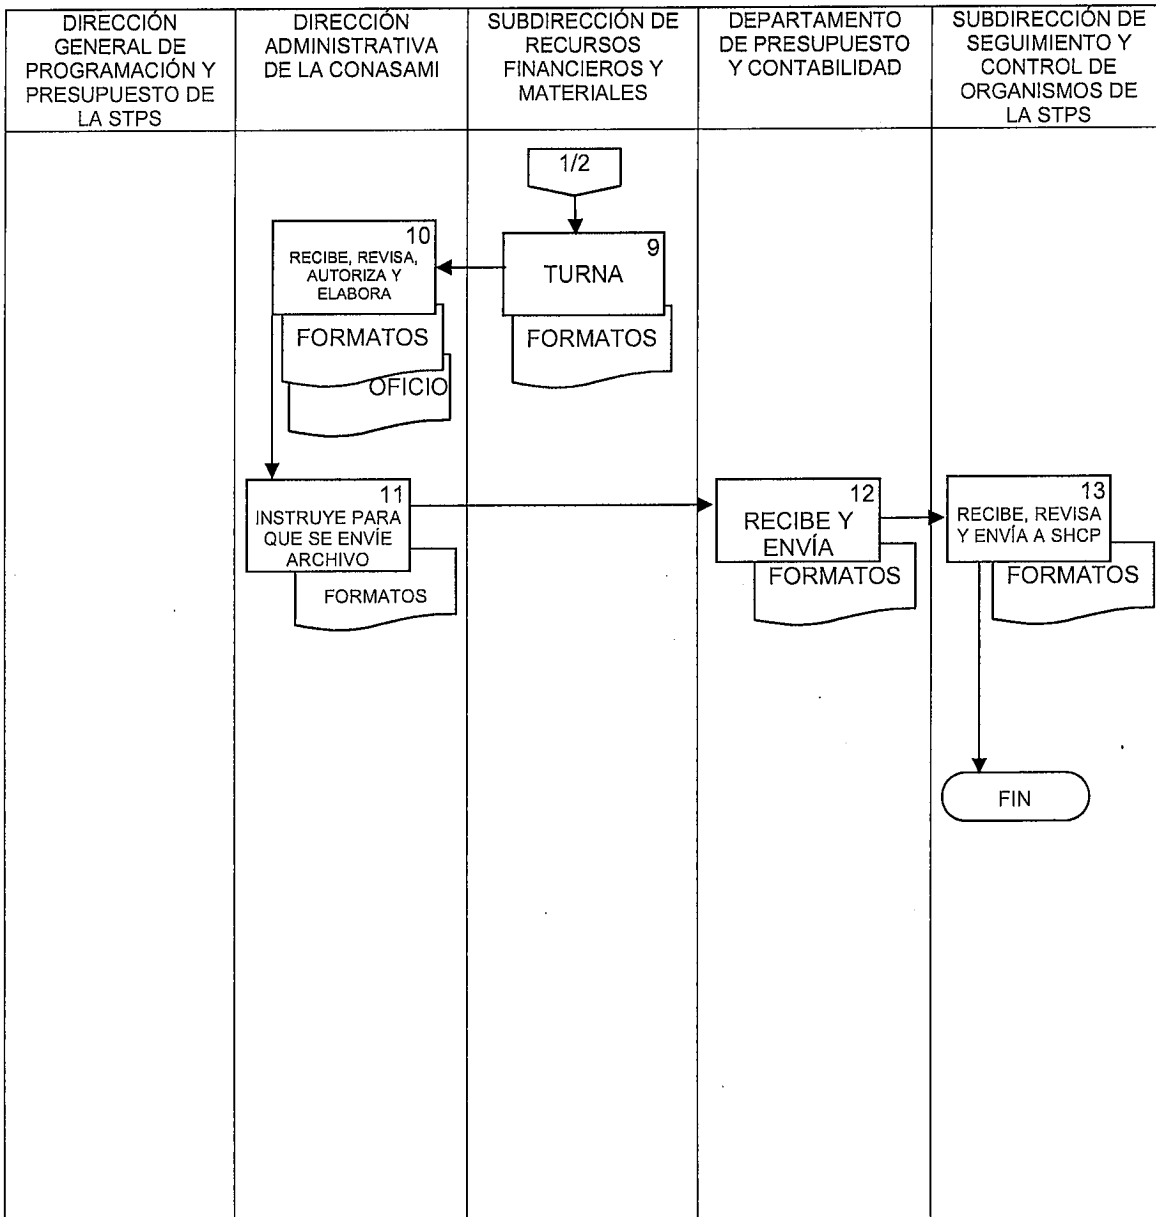 DIRECCIÓN
GENERAL DE
PROGRAMACIÓN Y
PRESUPUESTO DE
LA STPS
DIRECCIÓN
ADMINISTRATIVA
DE LA CONASAMI
SUBDIRECCIÓN DE
RECURSOS
FINANCIEROS Y
MATERIALES
DEPARTAMENTO
DE PRESUPUESTO
Y CONTABILIDAD
SUBDIRECCIÓN DE
SEGUIMIENTO Y
CONTROL DE
ORGANISMOS DE
LA STPS
1/2
9
TURNA
FORMATOS
10
RECIBE, REVISA,
AUTORIZA Y
ELABORA
FORMATOS
OFICIO
11
INSTRUYE PARA
QUE SE ENVÍE
ARCHIVO
FORMATOS
12
RECIBE Y
ENVÍA
FORMATOS
13
RECIBE, REVISA
Y ENVÍA A SHCP
FORMATOS
FIN